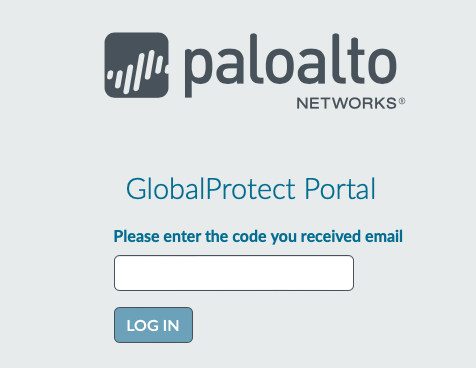 paloalto
NETWORKS®
GlobalProtect Portal
Please enter the code you received email
LOG IN